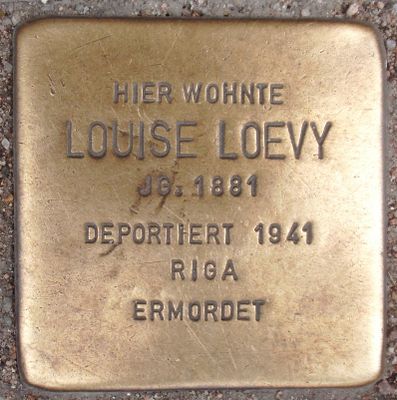 HIER WOHNTE
LOUISE LOEVY
JG. 1881
DEPORTIERT 1941
RIGA
ERMORDET